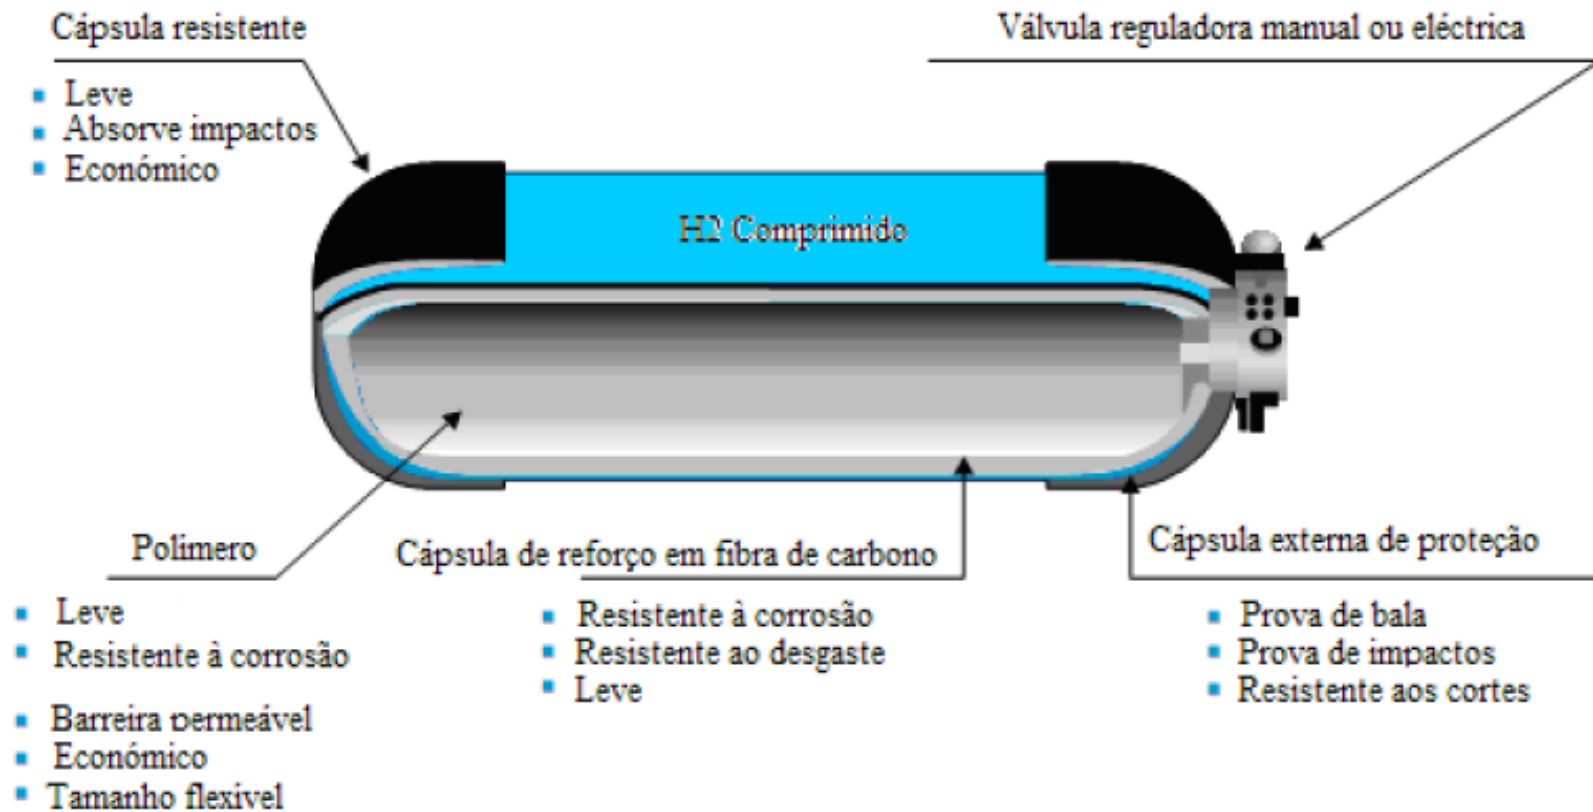 Cápsula resistente
Leve
Absorve impactos
Económico
Válvula reguladora manual ou eléctrica
H2 Comprimido
Polimero
Leve
Resistente à corrosão
Barreira permeável
Económico
Tamanho flexivel
Cápsula de reforço em fibra de carbono
Resistente à corrosão
Resistente ao desgaste
Leve
Cápsula externa de proteção
Prova de bala
Prova de impactos
Resistente aos cortes